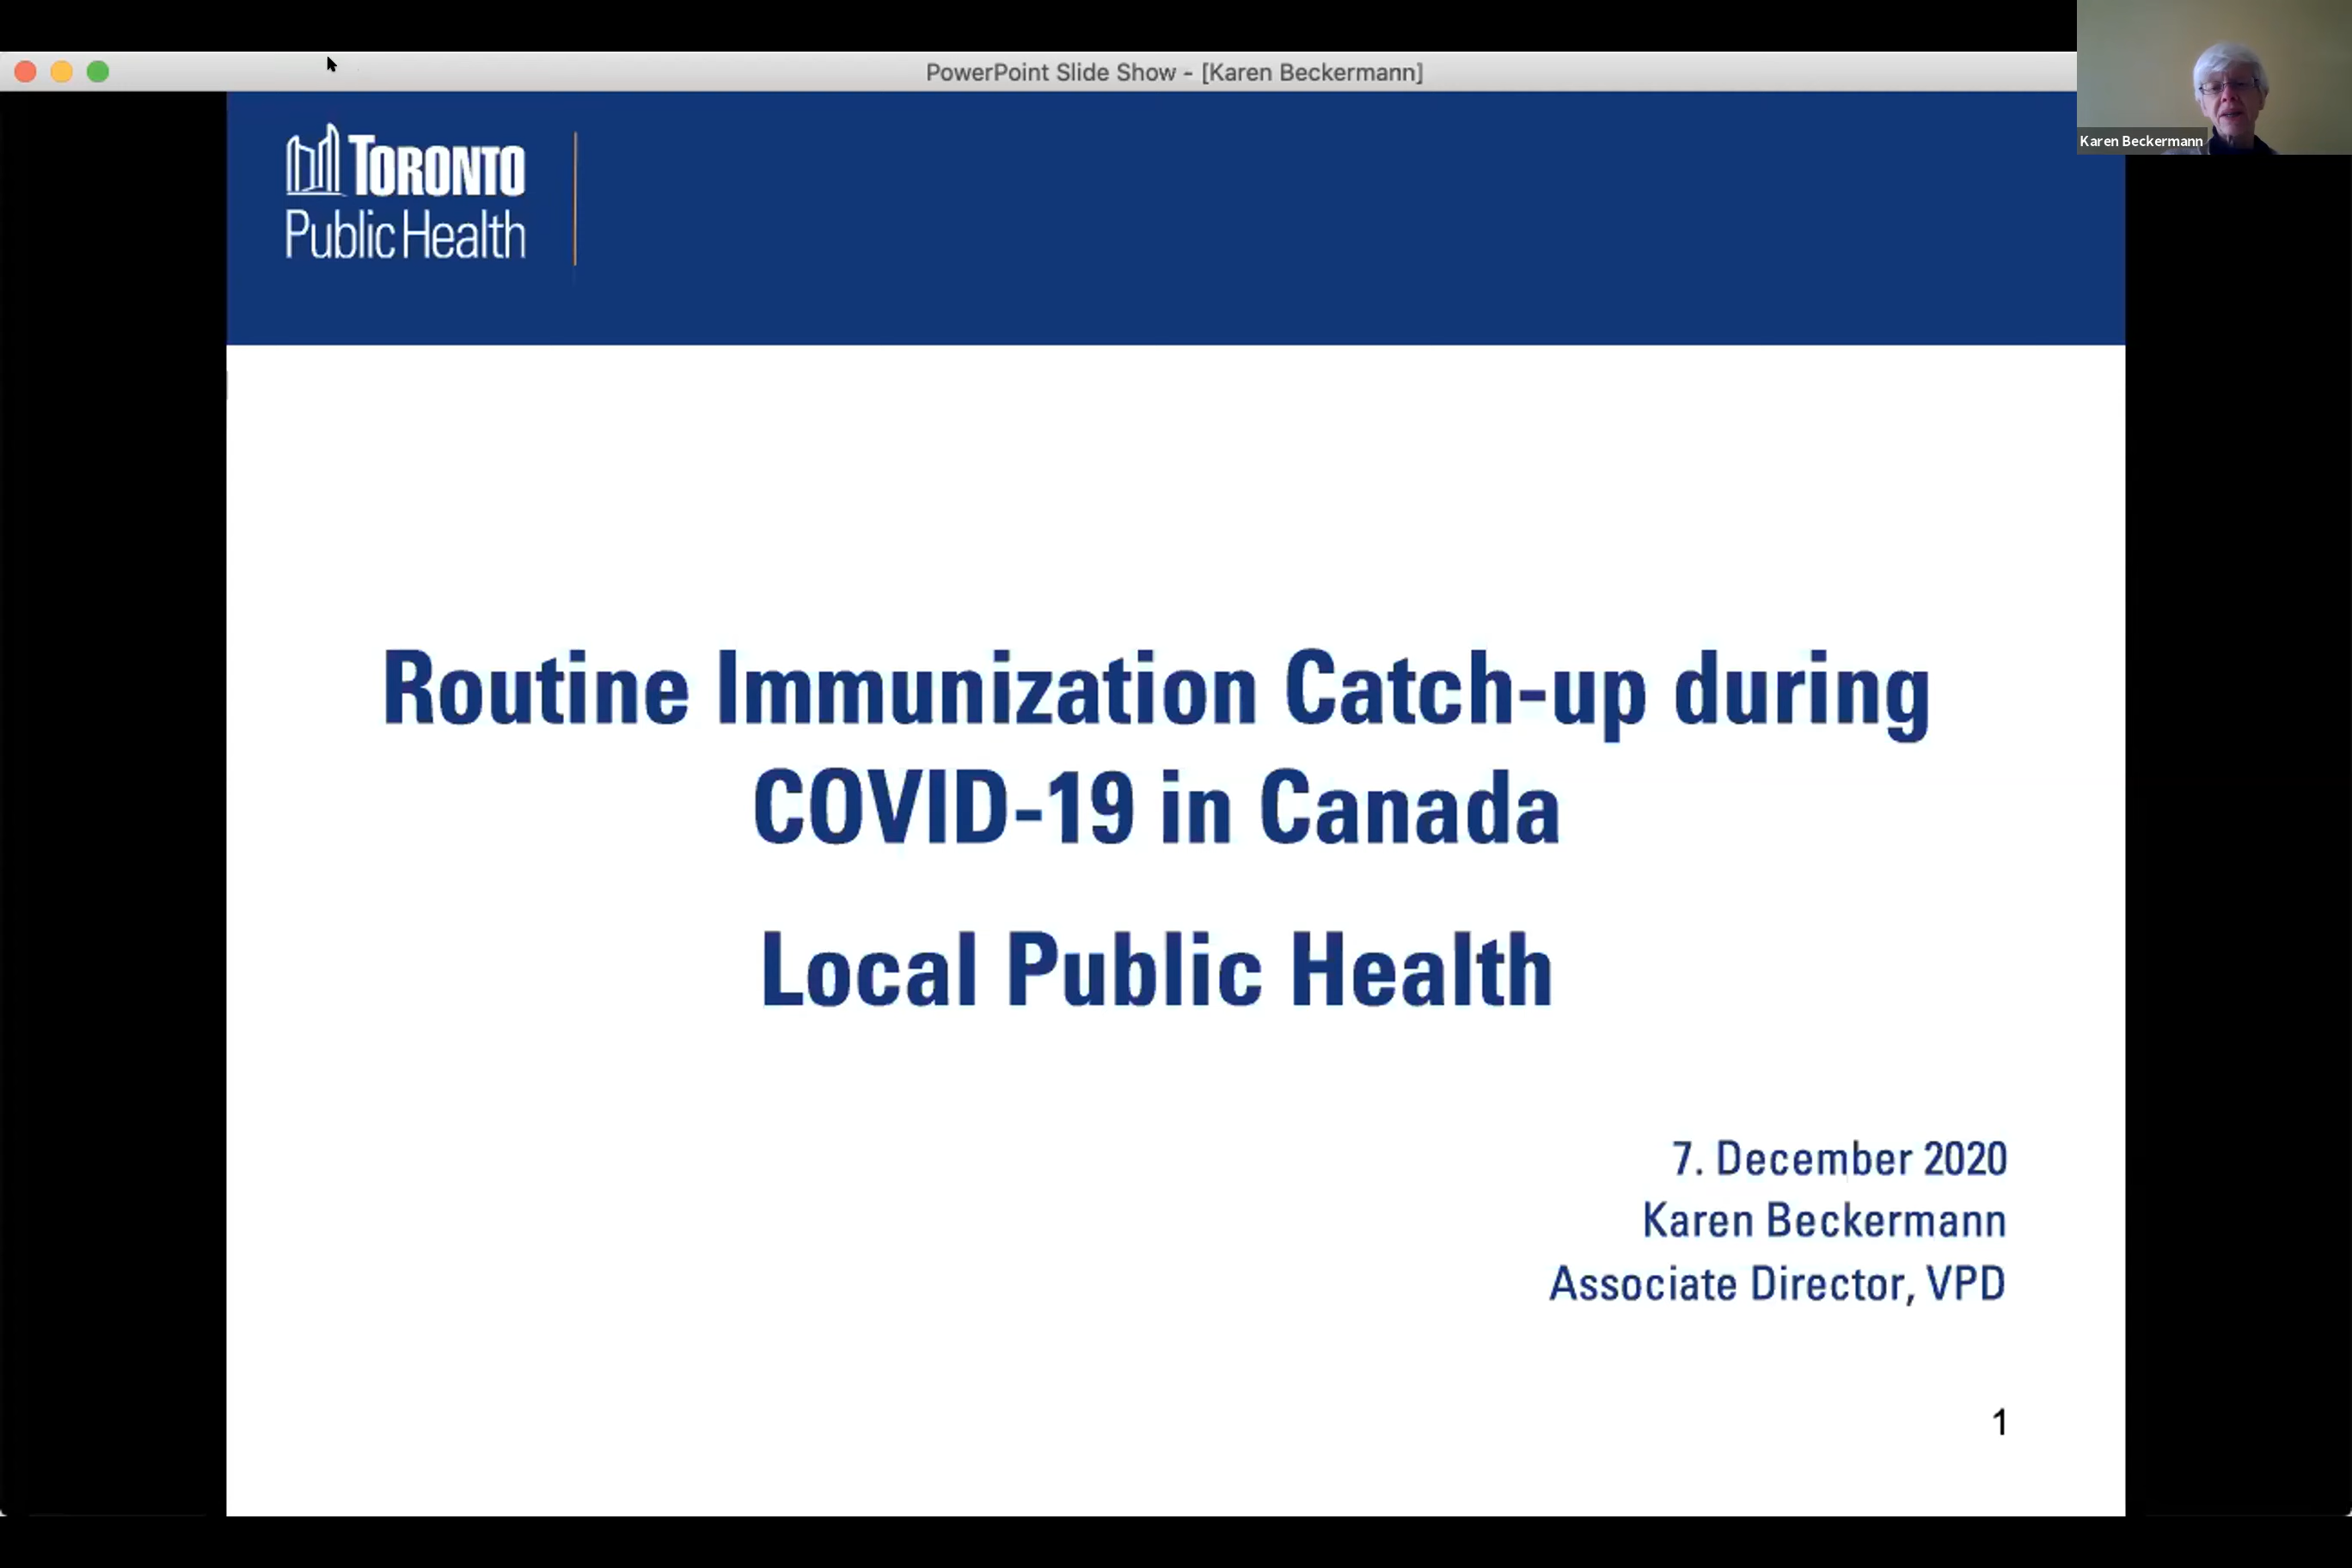 PowerPoint Slide Show - [Karen Beckermann]
Karen Beckermann
TORONTO
Public Health
Routine Immunization Catch-up during
COVID-19 in Canada
Local Public Health
7. December 2020
Karen Beckermann
Associate Director, VPD
1